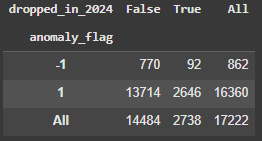 dropped_in_2024 False True All
anomaly_flag
-1 770 92 862
1 13714 2646 16360
All 14484 2738 17222